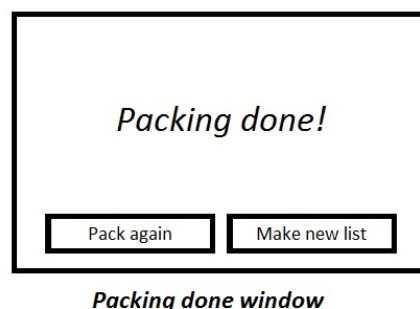 Packing done!
Pack again
Make new list
Packing done window